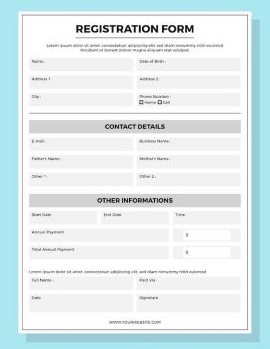 REGISTRATION FORM
Lorem ipsum dolor sit amet, consectetuer adipiscing elit, sed diam nonummy nibh euismod
tincidunt ut laoreet dolore magna aliquam erat volutpat.
Name :
Date of Birth :
Address 1 :
Address 2 :
City :
Phone Number :
Home Cell
CONTACT DETAILS
E-mail :
Business Name :
Father's Name :
Mother's Name :
Other 1 :
Other 2 :
OTHER INFORMATIONS
Start Date
End Date
Time
Annual Payment
$
Total Annual Payment
$
Lorem ipsum dolor sit amet, consectetuer adipiscing elit, sed diam nonummy nibh euismod
Full Name :
Paid Via :
Date
Signature
WWW.YOURWEBSITE.COM